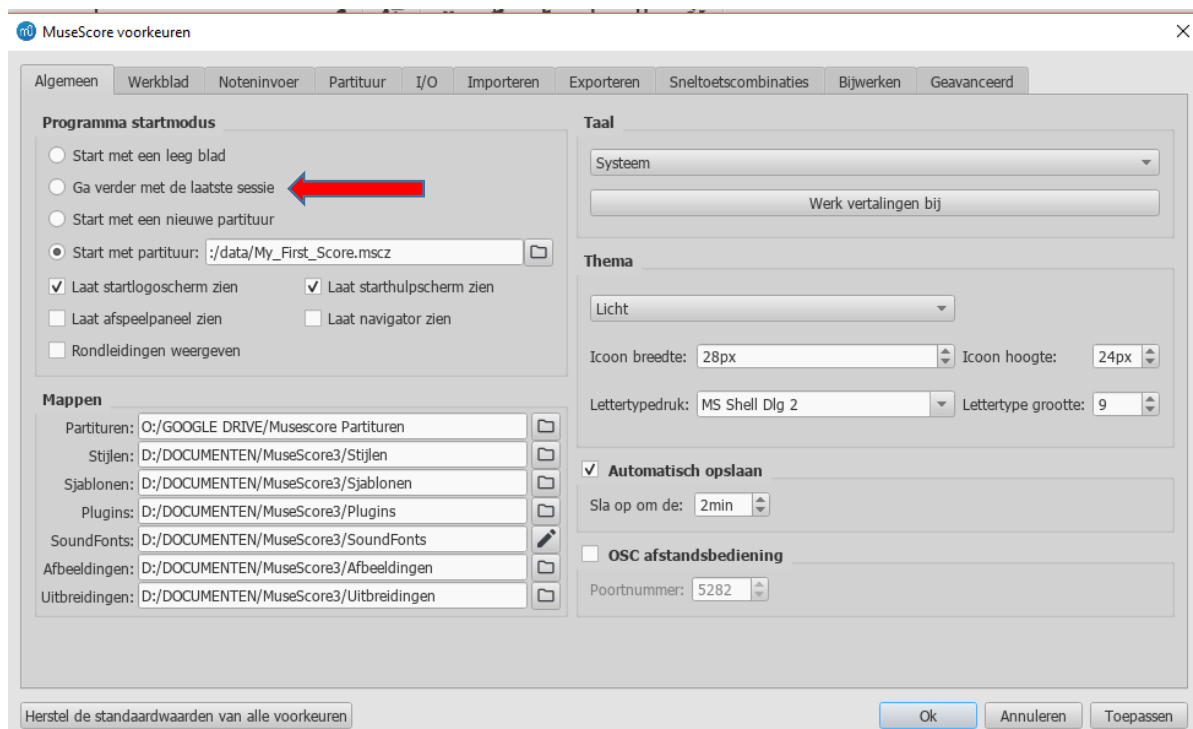 MuseScore voorkeuren
Algemeen Werkblad Noteninvoer Partituur I/O Importeren Exporteren Sneltoetscombinaties Bijwerken Geavanceerd
Programma startmodus
Start met een leeg blad
Ga verder met de laatste sessie
Start met een nieuwe partituur
Start met partituur: :/data/My_First_Score.mscz
Laat startlogoscherm zien Laat starthulpscherm zien
Laat afspeelpaneel zien Laat navigator zien
Rondleidingen weergeven
Mappen
Partituren: O:/GOOGLE DRIVE/Musescore Partituren
Stijlen: D:/DOCUMENTEN/MuseScore3/Stijlen
Sjablonen: D:/DOCUMENTEN/MuseScore3/Sjablonen
Plugins: D:/DOCUMENTEN/MuseScore3/Plugins
SoundFonts: D:/DOCUMENTEN/MuseScore3/SoundFonts
Afbeeldingen: D:/DOCUMENTEN/MuseScore3/Afbeeldingen
Uitbreidingen: D:/DOCUMENTEN/MuseScore3/Uitbreidingen
Taal
Systeem
Werk vertalingen bij
Thema
Licht
Icoon breedte: 28px Icoon hoogte: 24px
Lettertypedruk: MS Shell Dlg 2 Lettertype grootte: 9
Automatisch opslaan
Sla op om de: 2min
OSC afstandsbediening
Poortnummer: 5282
Herstel de standaardwaarden van alle voorkeuren Ok Annuleren Toepassen